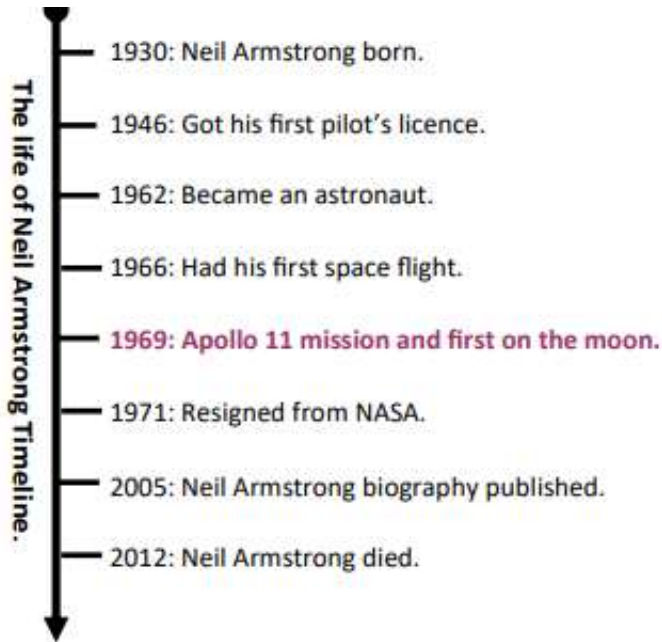 The life of Neil Armstrong Timeline.
1930: Neil Armstrong born.
1946: Got his first pilot's licence.
1962: Became an astronaut.
1966: Had his first space flight.
1969: Apollo 11 mission and first on the moon.
1971: Resigned from NASA.
2005: Neil Armstrong biography published.
2012: Neil Armstrong died.